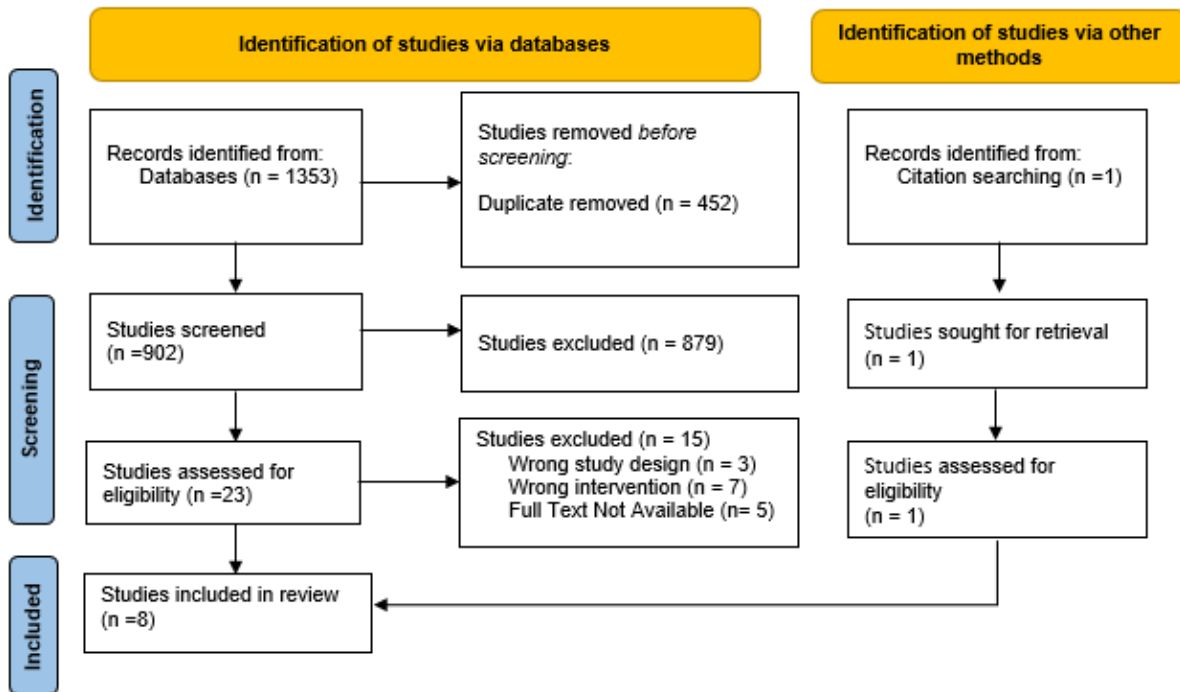 Identification of studies via databases
Identification of studies via other
methods
Identification
Records identified from:
Databases (n = 1353)
Studies removed before
screening:
Duplicate removed (n = 452)
Records identified from:
Citation searching (n =1)
Screening
Studies screened
(n =902)
Studies excluded (n = 879)
Studies sought for retrieval
(n = 1)
Studies assessed for
eligibility (n =23)
Studies excluded (n = 15)
Wrong study design (n = 3)
Wrong intervention (n = 7)
Full Text Not Available (n= 5)
Studies assessed for
eligibility
(n = 1)
Included
Studies included in review
(n =8)